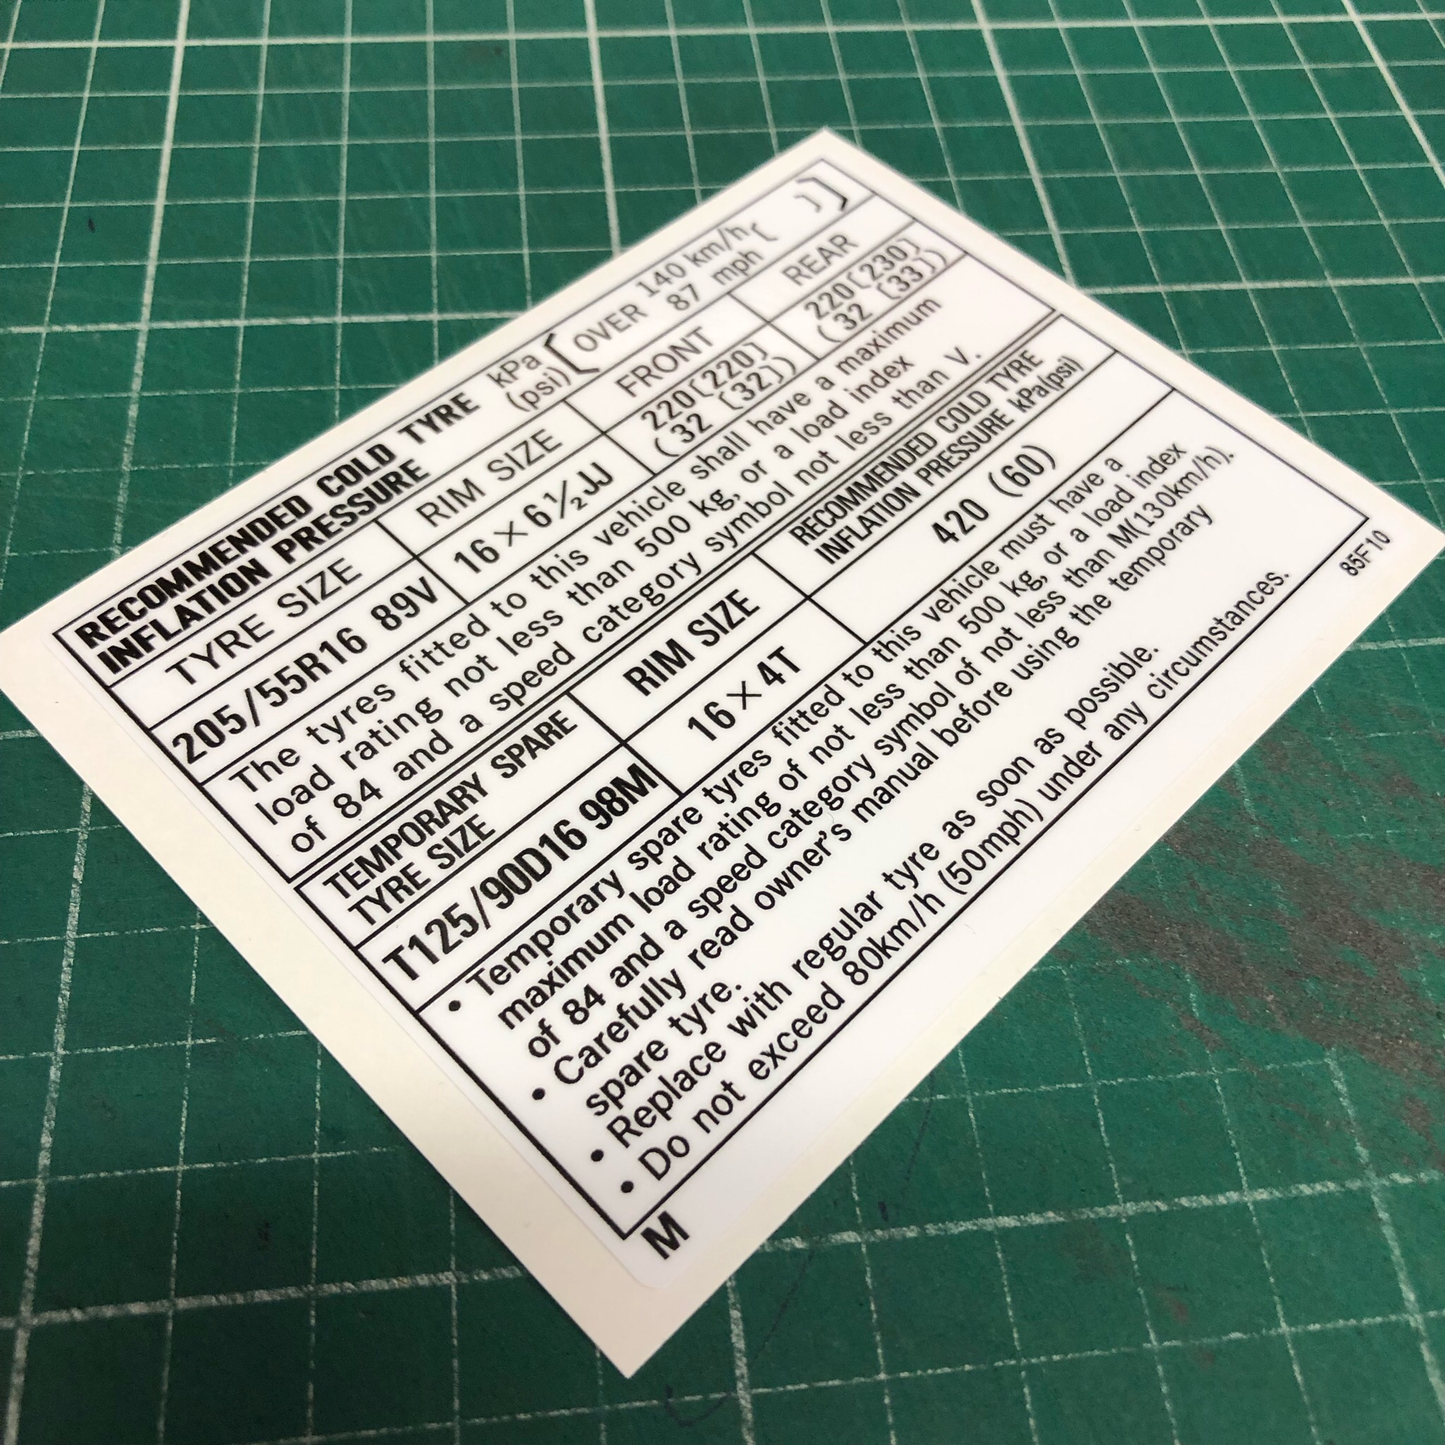 RECOMMENDED COLD TYRE kPa [OVER 140 km/h( )]
INFLATION PRESSURE (psi) 87 mph
TYRE SIZE RIM SIZE FRONT REAR
205/55R16 89V 16×6½JJ 220[220] 220[230]
(32 [32]) (32 [33])
The tyres fitted to this vehicle shall have a maximum
load rating not less than 500 kg, or a load index
of 84 and a speed category symbol not less than V.
TEMPORARY SPARE RIM SIZE RECOMMENDED COLD TYRE
TYRE SIZE INFLATION PRESSURE kPa(psi)
T125/90D16 98M 16×4T 420 (60)
• Temporary spare tyres fitted to this vehicle must have a
maximum load rating of not less than 500 kg, or a load index
of 84 and a speed category symbol of not less than M(130km/h).
• Carefully read owner's manual before using the temporary
spare tyre.
• Replace with regular tyre as soon as possible.
• Do not exceed 80km/h (50mph) under any circumstances.
M 85F10